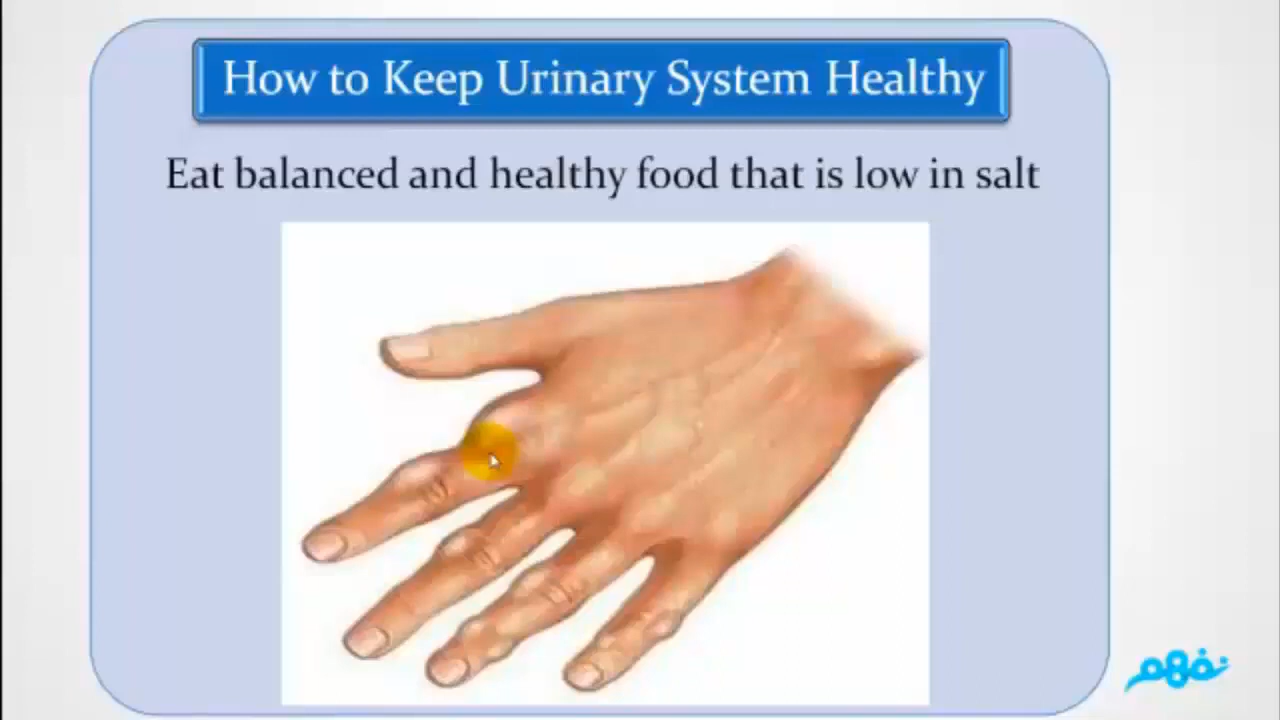 How to Keep Urinary System Healthy
Eat balanced and healthy food that is low in salt
نفهم